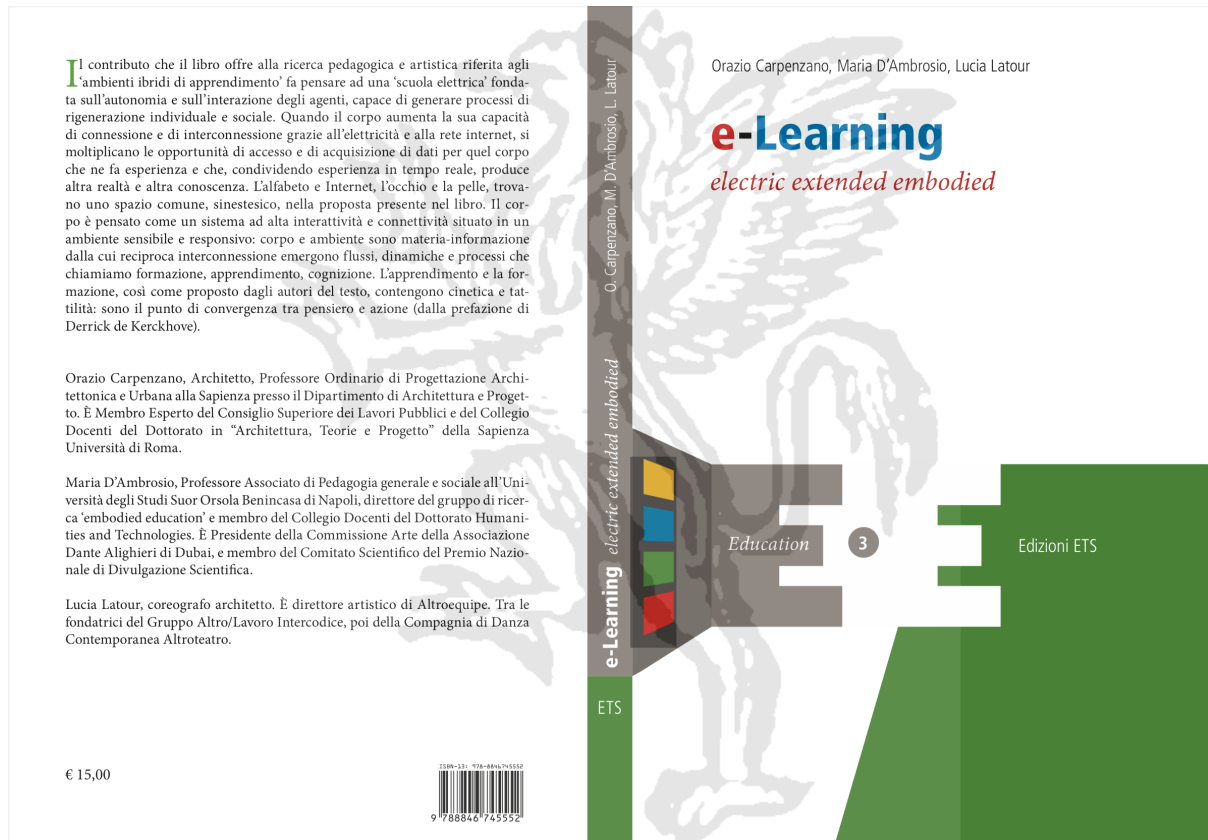 Il contributo che il libro offre alla ricerca pedagogica e artistica riferita agli
‘ambienti ibridi di apprendimento’ fa pensare ad una ‘scuola elettrica’ fonda-
ta sull’autonomia e sull’interazione degli agenti, capace di generare processi di
rigenerazione individuale e sociale. Quando il corpo aumenta la sua capacità
di connessione e di interconnessione grazie all’elettricità e alla rete internet, si
moltiplicano le opportunità di accesso e di acquisizione di dati per quel corpo
che ne fa esperienza e che, condividendo esperienza in tempo reale, produce
altra realtà e altra conoscenza. L’alfabeto e Internet, l’occhio e la pelle, trova-
no uno spazio comune, sinestesico, nella proposta presente nel libro. Il cor-
po è pensato come un sistema ad alta interattività e connettività situato in un
ambiente sensibile e responsivo: corpo e ambiente sono materia-informazione
dalla cui reciproca interconnessione emergono flussi, dinamiche e processi che
chiamiamo formazione, apprendimento, cognizione. L’apprendimento e la for-
mazione, così come proposto dagli autori del testo, contengono cinetica e tat-
tilità: sono il punto di convergenza tra pensiero e azione (dalla prefazione di
Derrick de Kerckhove).
Orazio Carpenzano, Architetto, Professore Ordinario di Progettazione Archi-
tettonica e Urbana alla Sapienza presso il Dipartimento di Architettura e Proget-
to. È Membro Esperto del Consiglio Superiore dei Lavori Pubblici e del Collegio
Docenti del Dottorato in “Architettura, Teorie e Progetto” della Sapienza
Università di Roma.
Maria D’Ambrosio, Professore Associato di Pedagogia generale e sociale all’Uni-
versità degli Studi Suor Orsola Benincasa di Napoli, direttore del gruppo di ricer-
ca ‘embodied education’ e membro del Collegio Docenti del Dottorato Humani-
ties and Technologies. È Presidente della Commissione Arte della Associazione
Dante Alighieri di Dubai, e membro del Comitato Scientifico del Premio Nazio-
nale di Divulgazione Scientifica.
Lucia Latour, coreografo architetto. È direttore artistico di Altroequipe. Tra le
fondatrici del Gruppo Altro/Lavoro Intercodice, poi della Compagnia di Danza
Contemporanea Altroteatro.
€ 15,00
ISBN-13: 978-8846745552
9 788846 745552
O. Carpenzano, M. D’Ambrosio, L. Latour
e-Learning electric extended embodied
ETS
Orazio Carpenzano, Maria D’Ambrosio, Lucia Latour
e-Learning
electric extended embodied
Education
3
Edizioni ETS